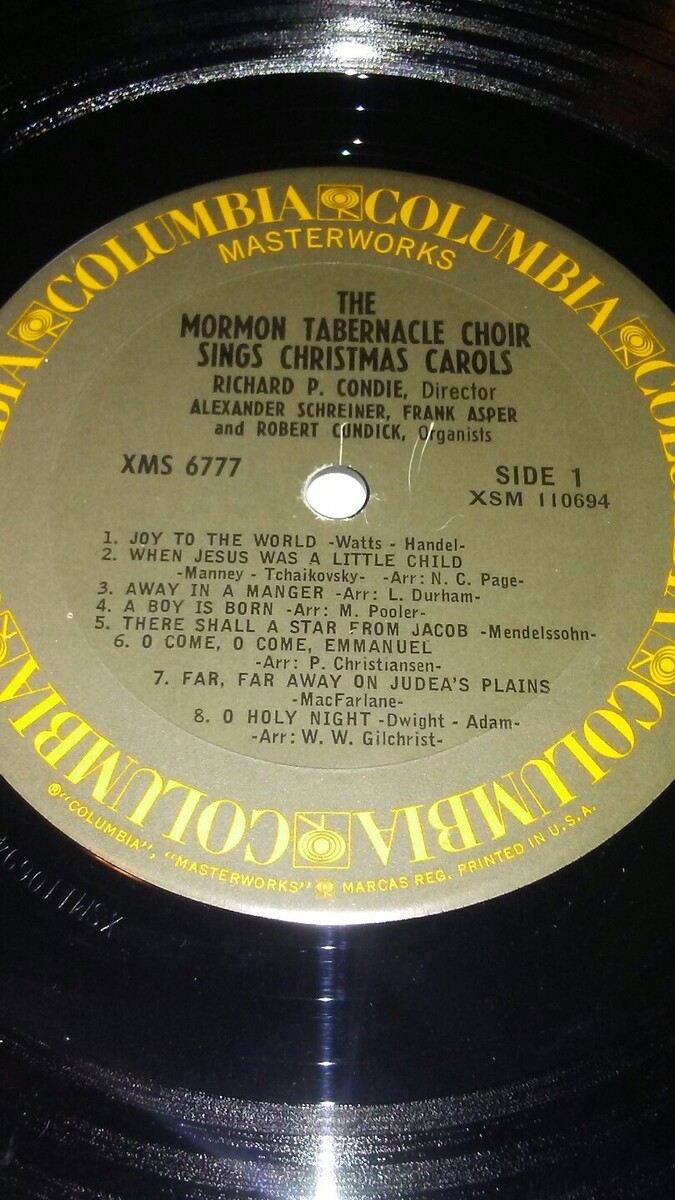 COLUMBIA COLUMBIA COLUMBIA COLUMBIA COLUMBIA COLUMBIA
MASTERWORKS
THE
MORMON TABERNACLE CHOIR
SINGS CHRISTMAS CAROLS
RICHARD P. CONDIE, Director
ALEXANDER SCHREINER, FRANK ASPER
and ROBERT CUNDICK, Organists
XMS 6777
SIDE 1
XSM 110694
1. JOY TO THE WORLD -Watts - Handel-
2. WHEN JESUS WAS A LITTLE CHILD
-Manney - Tchaikovsky- -Arr: N. C. Page-
3. AWAY IN A MANGER -Arr: L. Durham-
4. A BOY IS BORN -Arr: M. Pooler-
5. THERE SHALL A STAR FROM JACOB -Mendelssohn-
6. O COME, O COME, EMMANUEL
-Arr: P. Christiansen-
7. FAR, FAR AWAY ON JUDEA'S PLAINS
-MacFarlane-
8. O HOLY NIGHT -Dwight - Adam-
-Arr: W. W. Gilchrist-
®"COLUMBIA", "MASTERWORKS" MARCAS REG. PRINTED IN U.S.A.